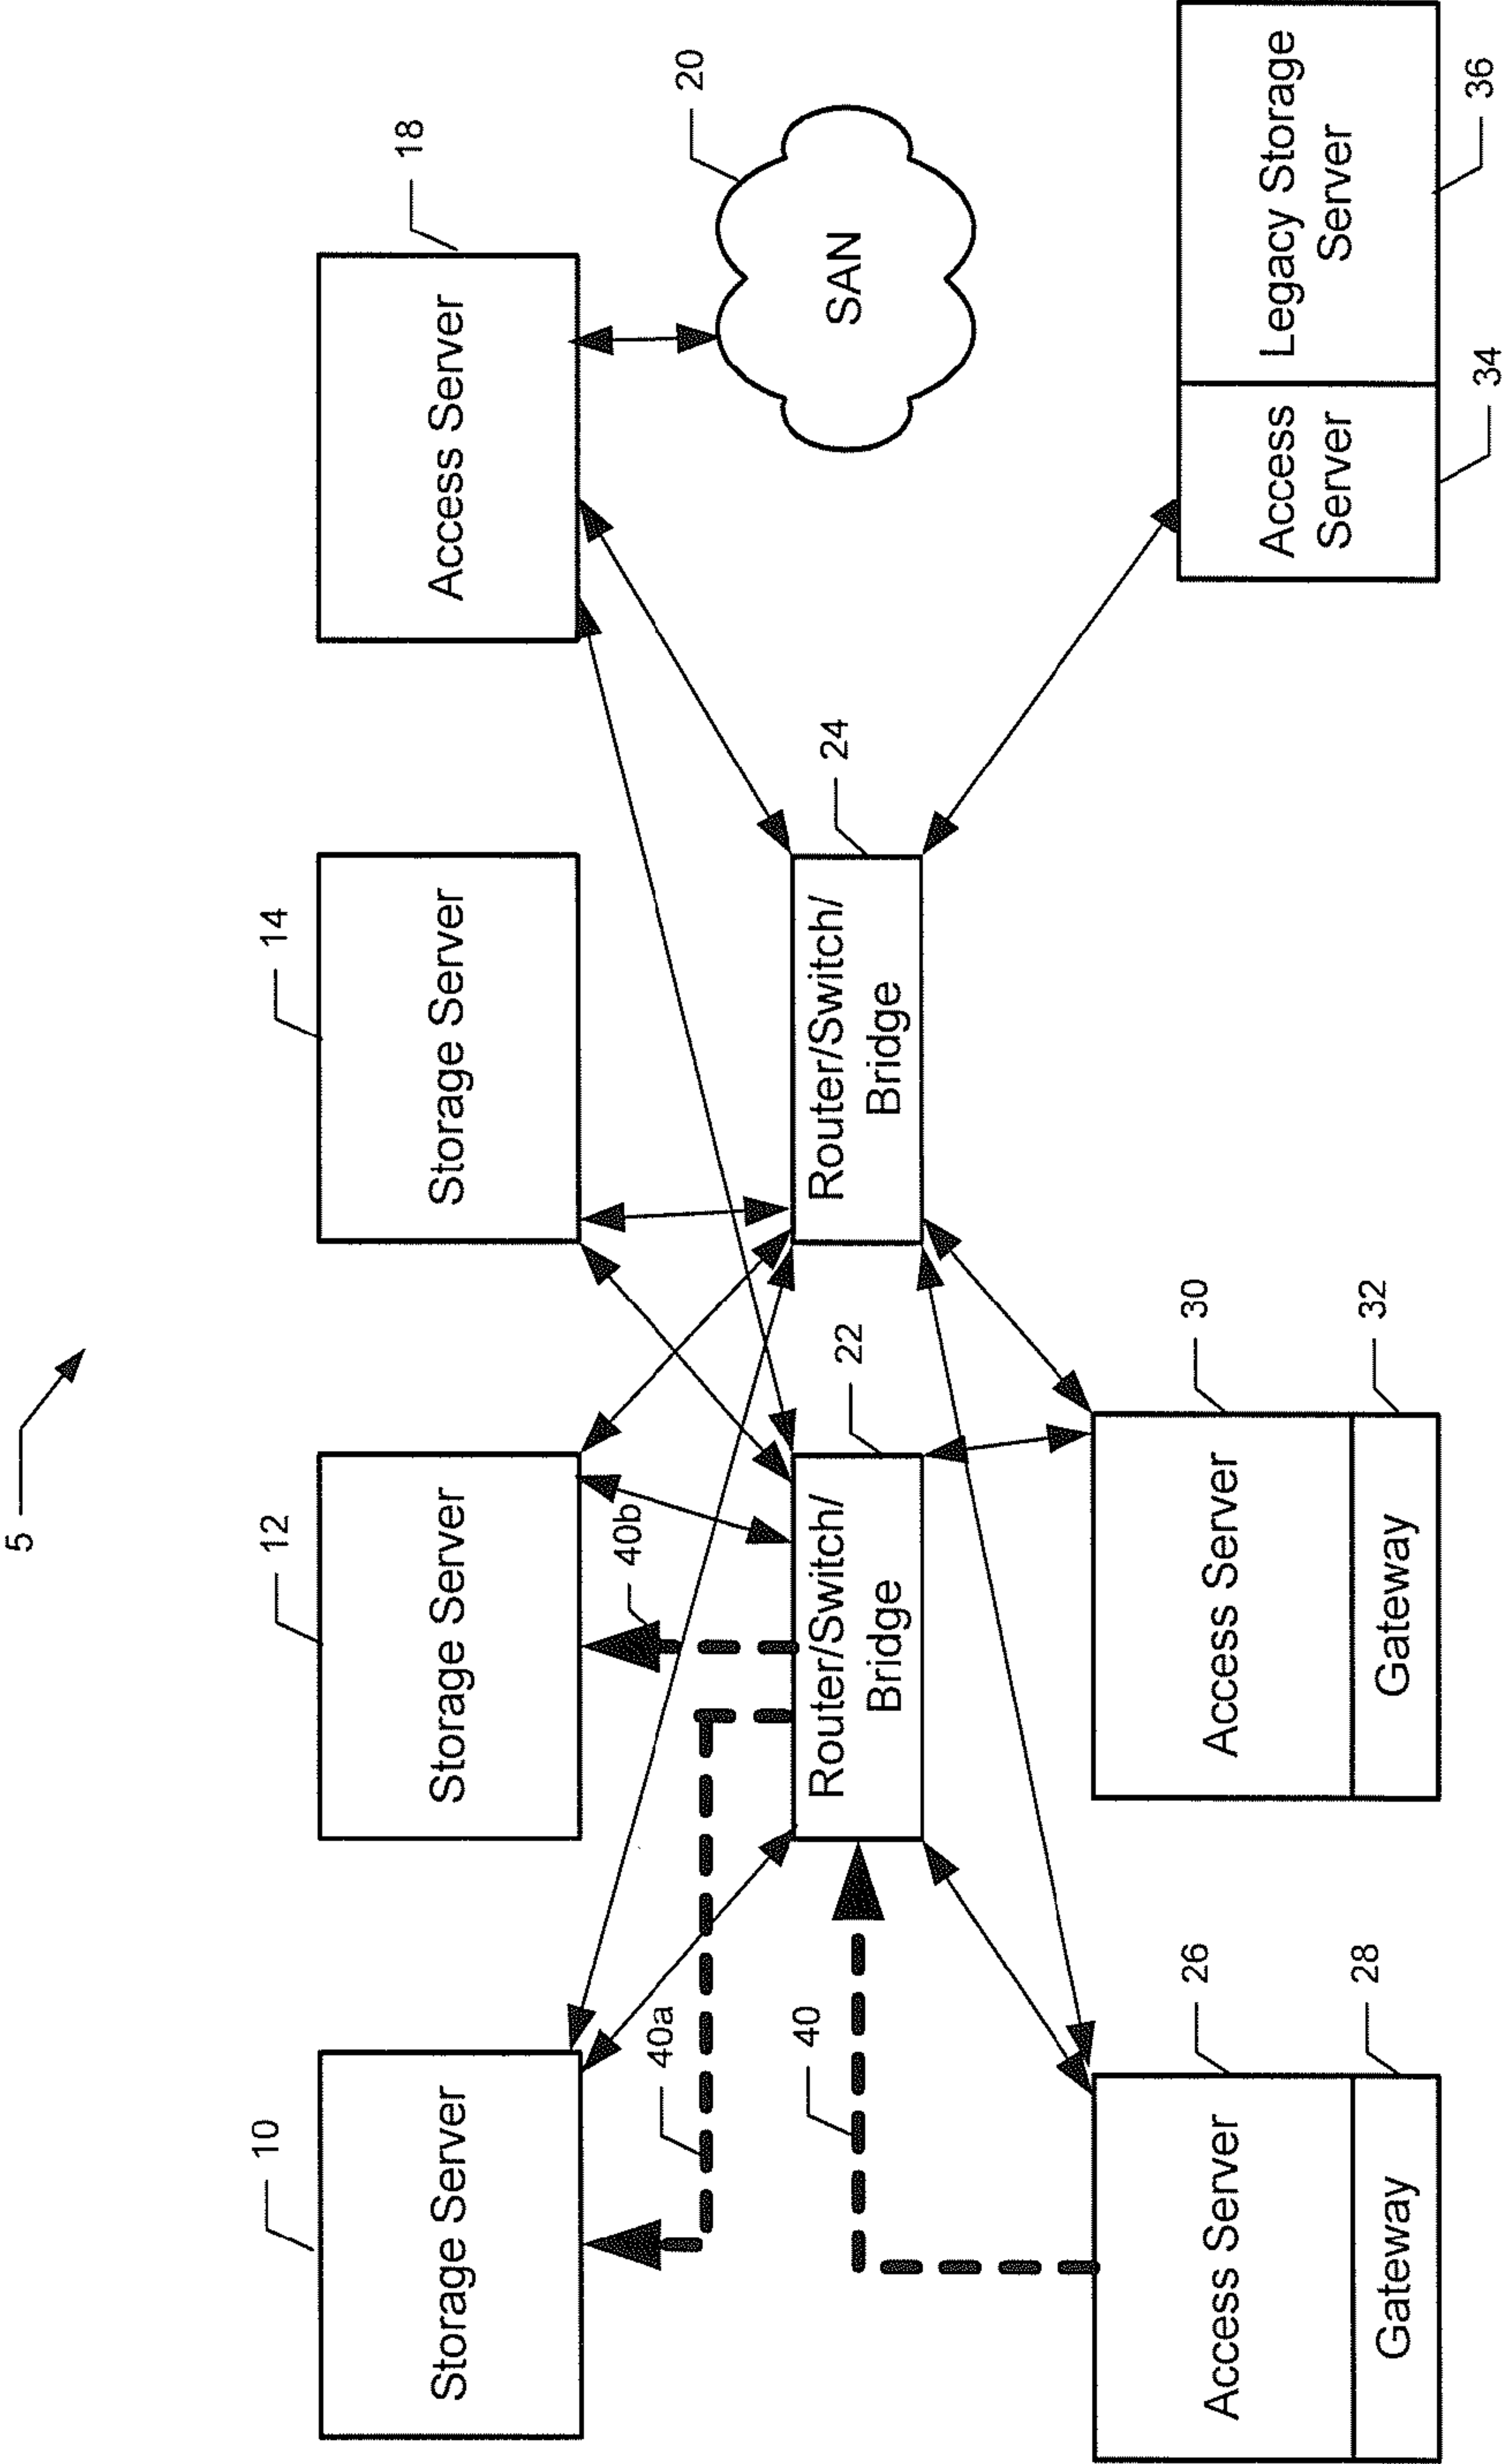 5
10
12
14
18
Storage Server
Storage Server
Storage Server
Access Server
40a
40b
20
40
22
24
Router/Switch/
Bridge
Router/Switch/
Bridge
SAN
26
30
Access Server
Access Server
Access
Server
Legacy Storage
Server
28
32
Gateway
Gateway
34
36